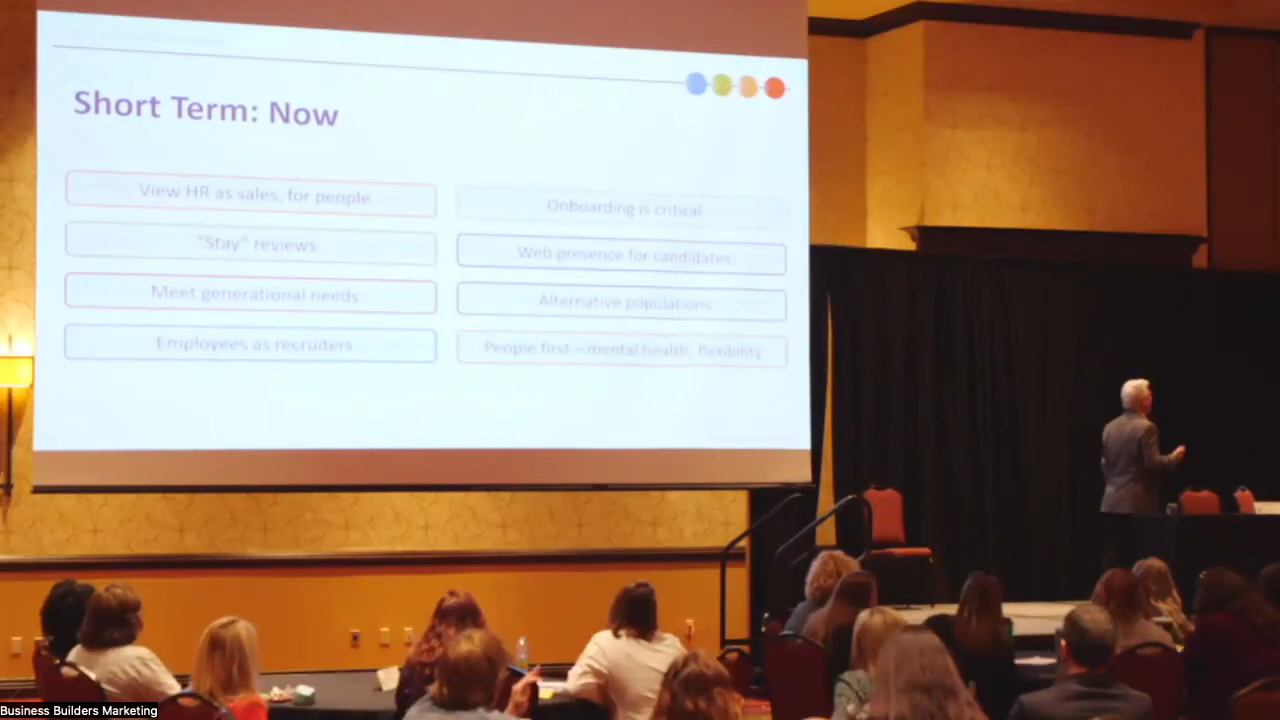 Short Term: Now
View HR as sales, for people
"Stay" reviews
Meet generational needs
Employees as recruiters
Onboarding is critical
Web presence for candidates
Alternative populations
People first – mental health, flexibility
Business Builders Marketing